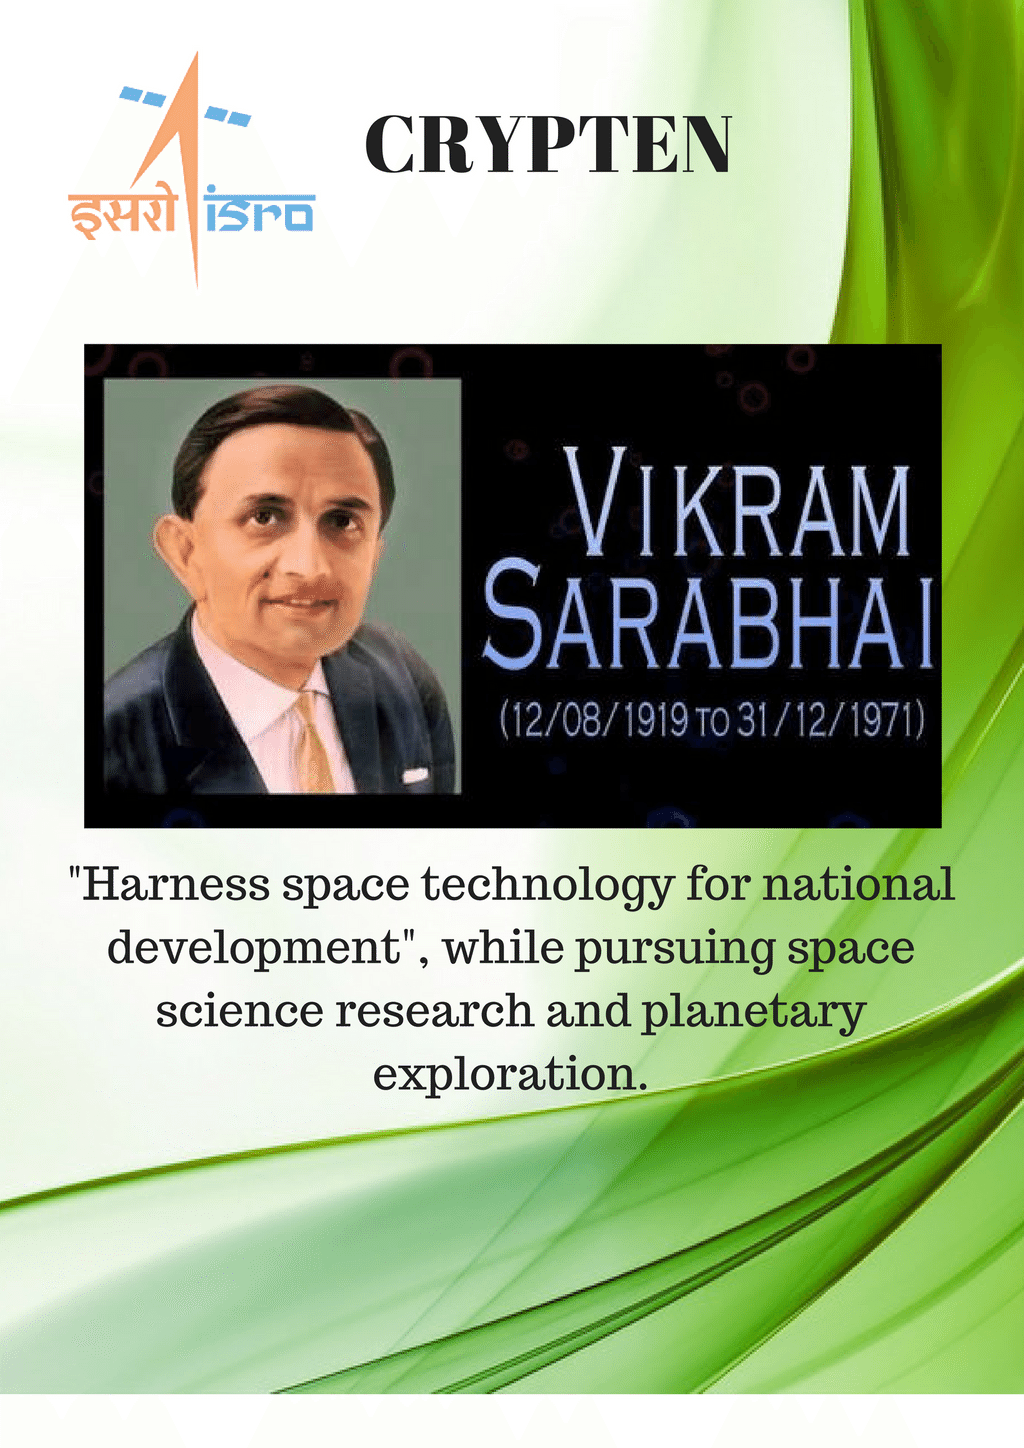 CRYPTEN
इसरो isro
VIKRAM
SARABHAI
(12/08/1919 TO 31/12/1971)
"Harness space technology for national
development", while pursuing space
science research and planetary
exploration.